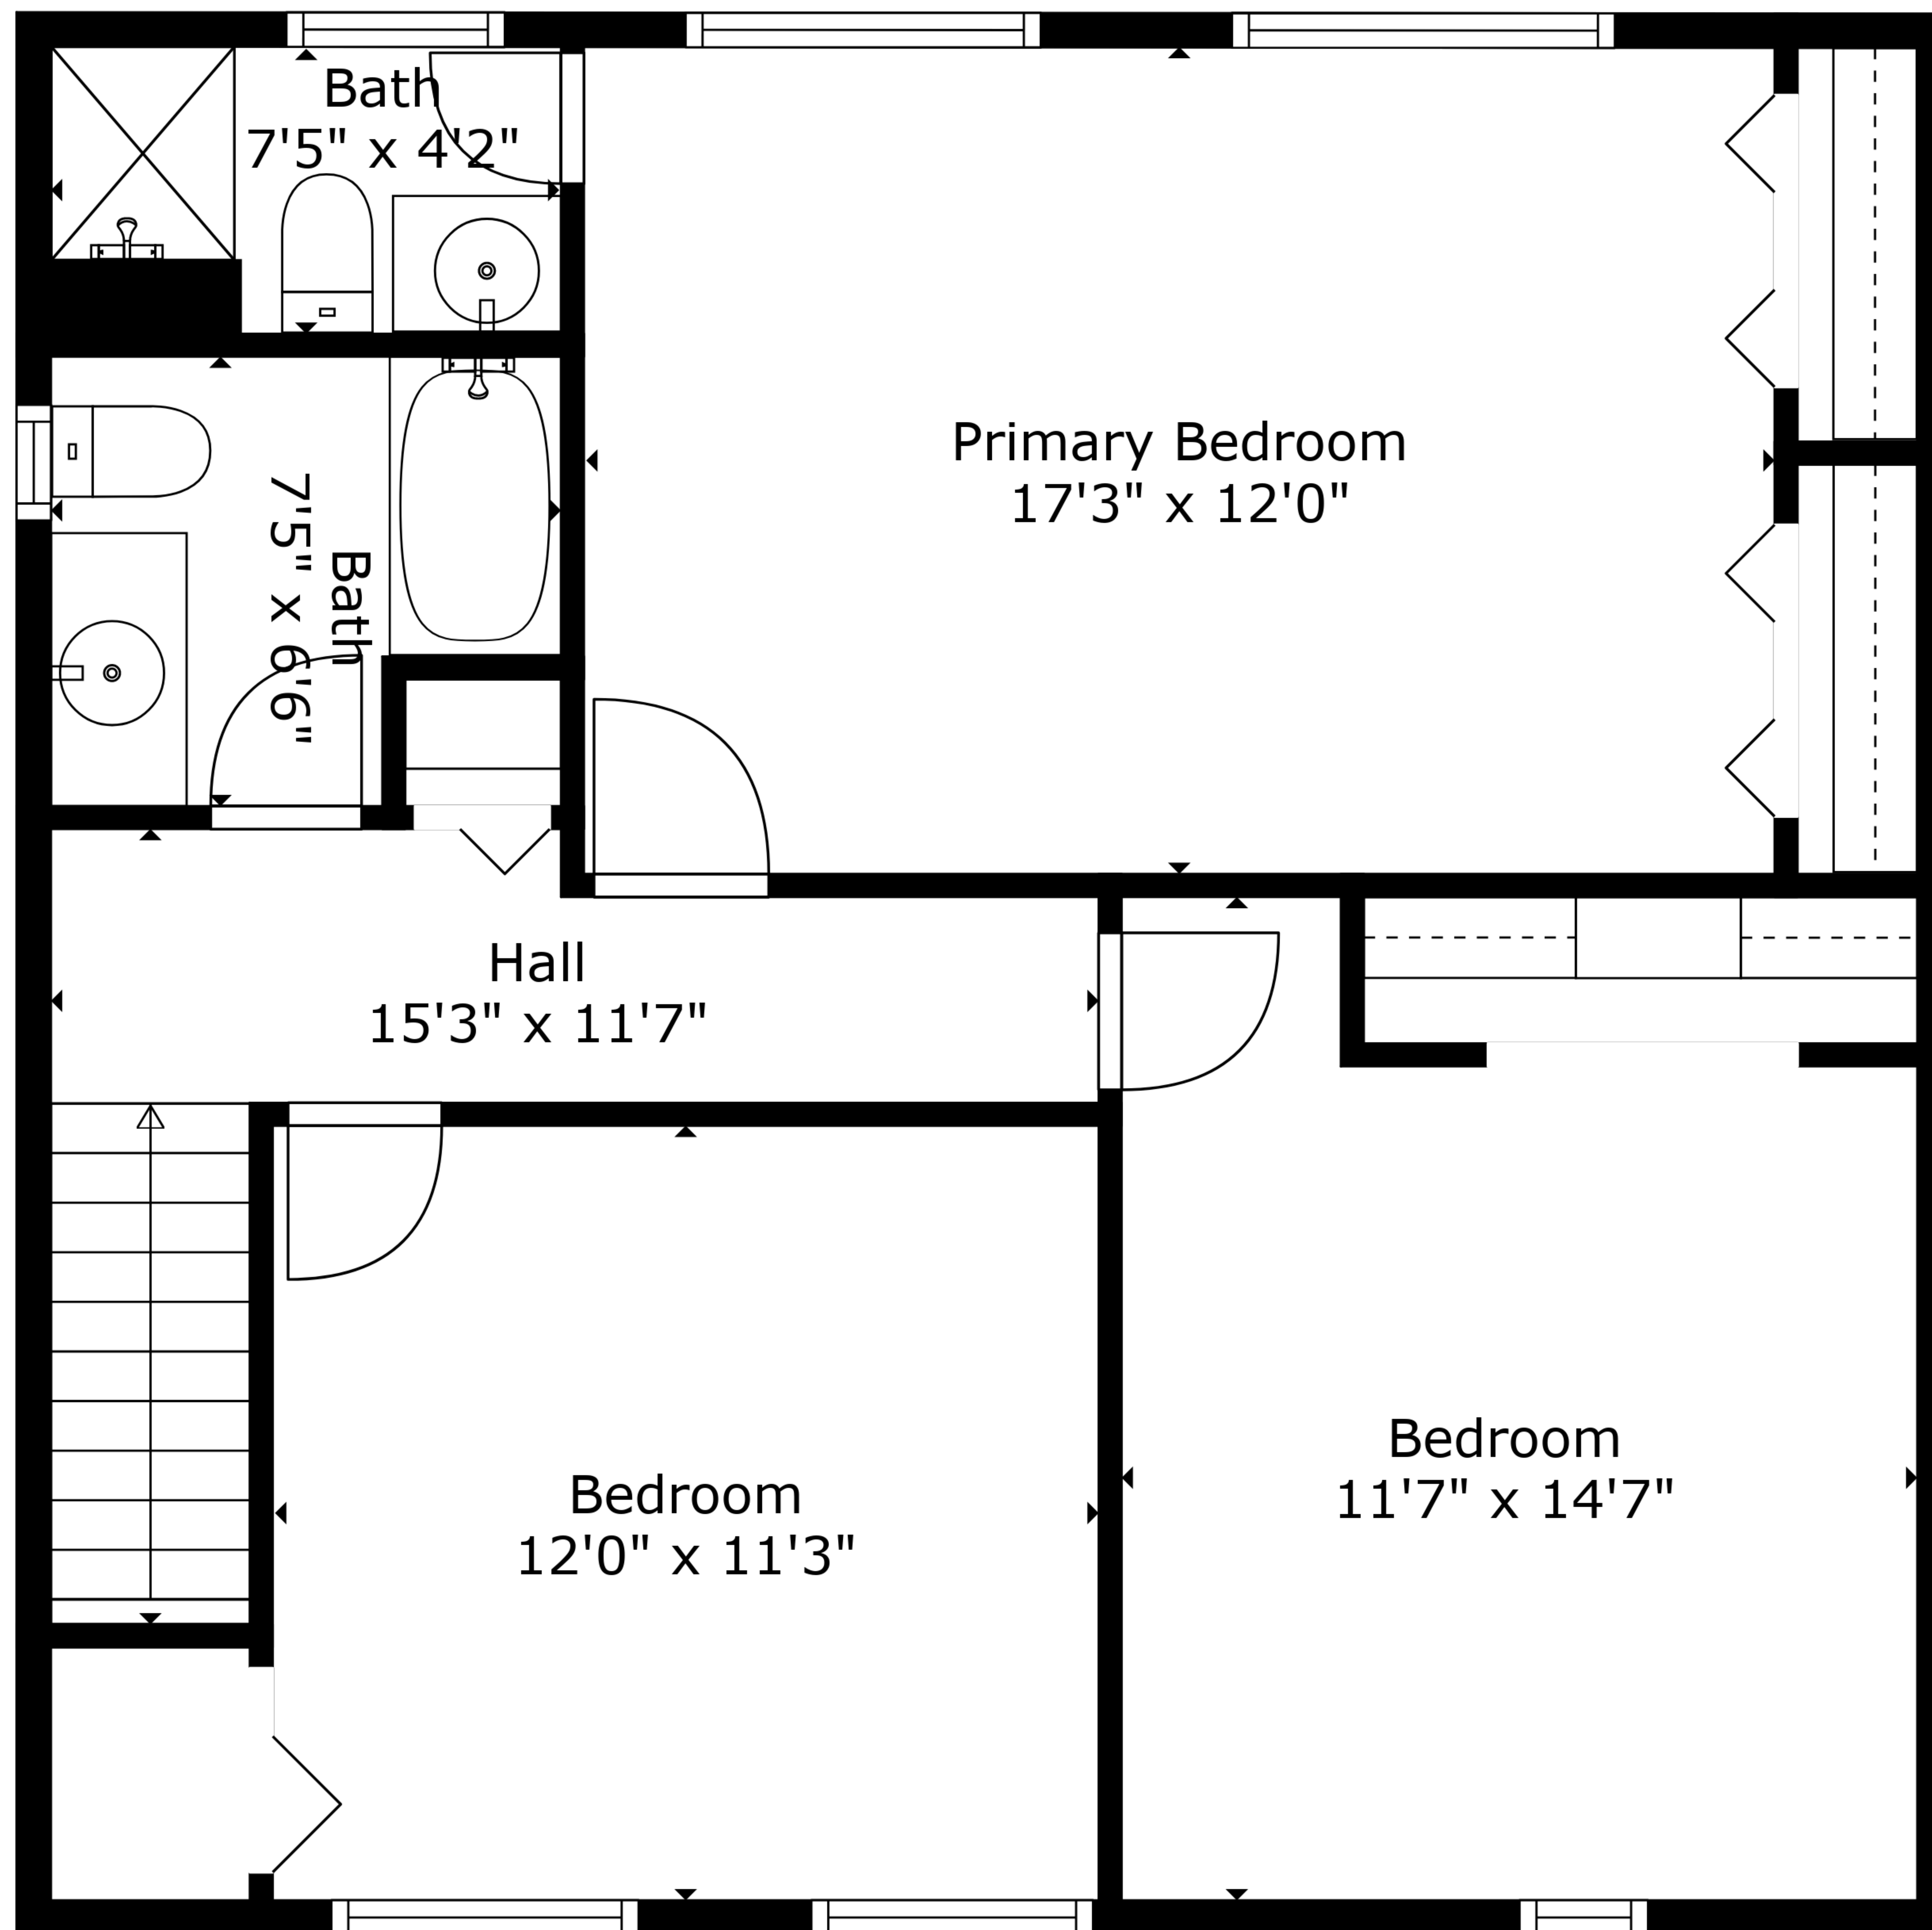 Bath
7'5" x 4'2"
Primary Bedroom
17'3" x 12'0"
Bath
7'5" x 6'6"
Hall
15'3" x 11'7"
Bedroom
11'7" x 14'7"
Bedroom
12'0" x 11'3"